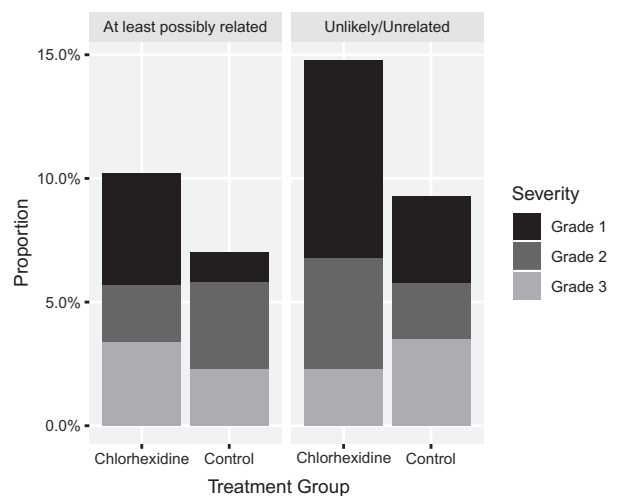 At least possibly related
Unlikely/Unrelated
15.0%
10.0%
5.0%
0.0%
Proportion
Chlorhexidine
Control
Chlorhexidine
Control
Treatment Group
Severity
Grade 1
Grade 2
Grade 3